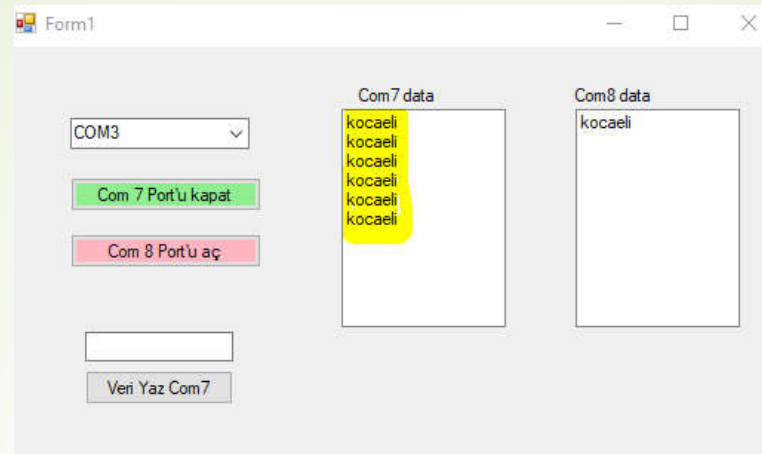 Form1
COM3
Com 7 Port'u kapat
Com 8 Port'u aç
Veri Yaz Com7
Com7 data
kocaeli
kocaeli
kocaeli
kocaeli
kocaeli
kocaeli
Com8 data
kocaeli